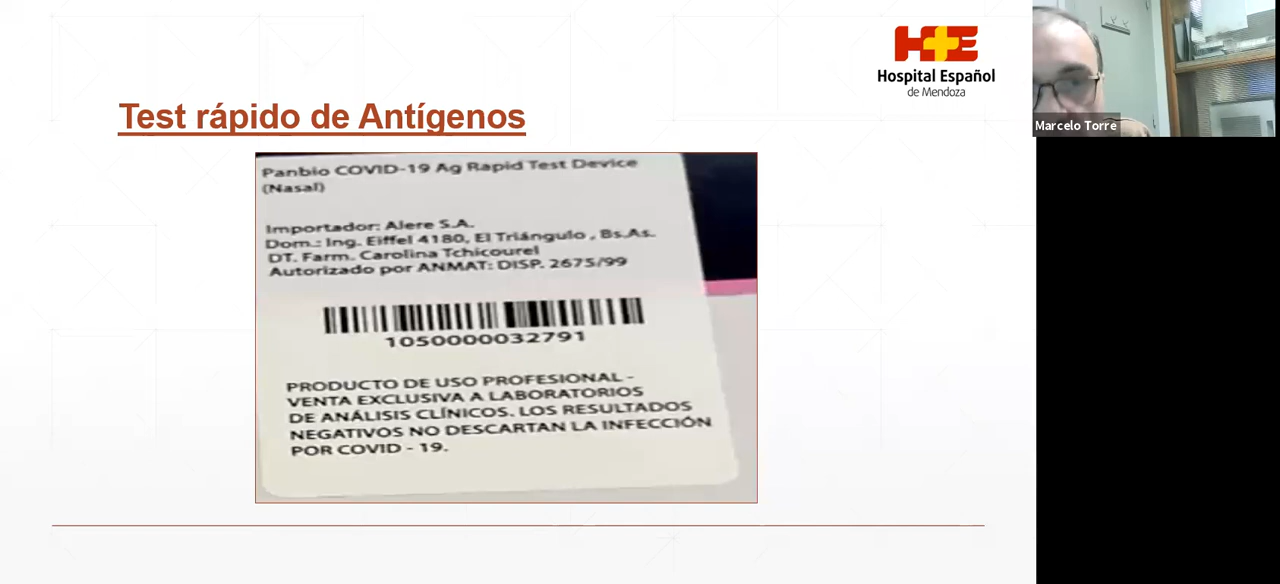 H+E
Hospital Español
de Mendoza
Test rápido de Antígenos
Marcelo Torre
Panbio COVID-19 Ag Rapid Test Device
(Nasal)
Importador: Alere S.A.
Dom.: Ing. Eiffel 4180, El Triángulo , Bs.As.
DT. Farm. Carolina Tchicourel
Autorizado por ANMAT: DISP. 2675/99
1050000032791
PRODUCTO DE USO PROFESIONAL -
VENTA EXCLUSIVA A LABORATORIOS
DE ANÁLISIS CLÍNICOS. LOS RESULTADOS
NEGATIVOS NO DESCARTAN LA INFECCIÓN
POR COVID - 19.